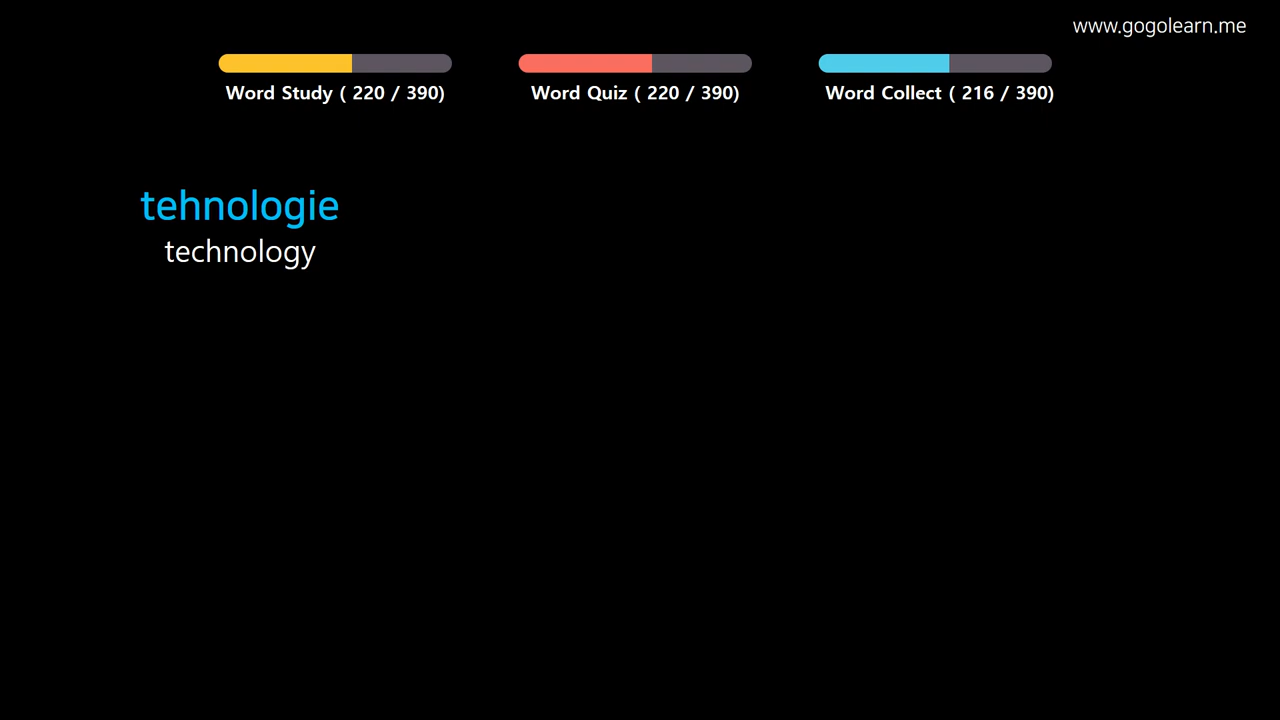 www.gogolearn.me
Word Study ( 220 / 390)
Word Quiz ( 220 / 390)
Word Collect ( 216 / 390)
tehnologie
technology